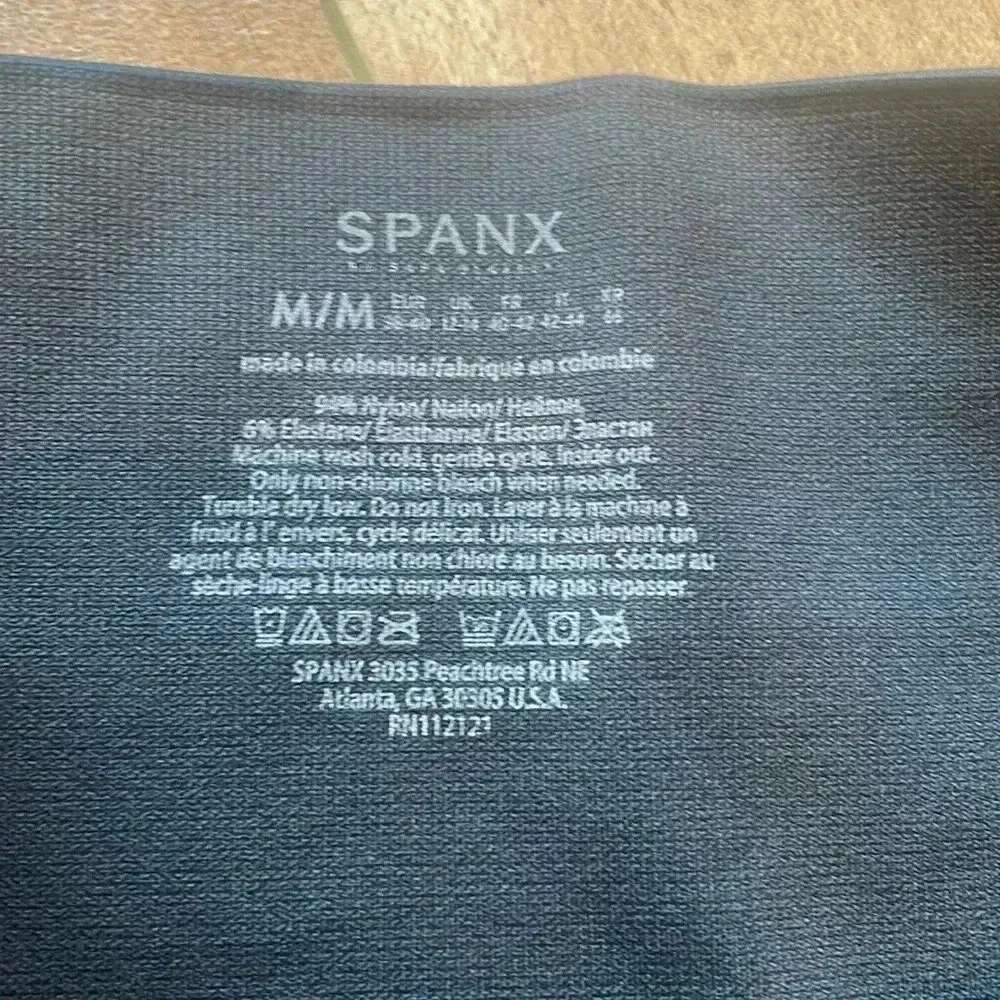 SPANX
BY SARA BLAKELY
M/M EUR UK FR IT
12-14 40-42 42-44
made in colombia/fabriqué en colombie
94% Nylon/ Nailon/ Нейлон,
6% Elastane/ Élasthanne/ Elastan/ Эластан
Machine wash cold, gentle cycle. Inside out.
Only non-chlorine bleach when needed.
Tumble dry low. Do not iron. Laver à la machine à
froid à l'envers, cycle délicat. Utiliser seulement un
agent de blanchiment non chloré au besoin. Sécher au
sèche-linge à basse température. Ne pas repasser.
SPANX 3035 Peachtree Rd NE
Atlanta, GA 30305 U.S.A.
RN112121